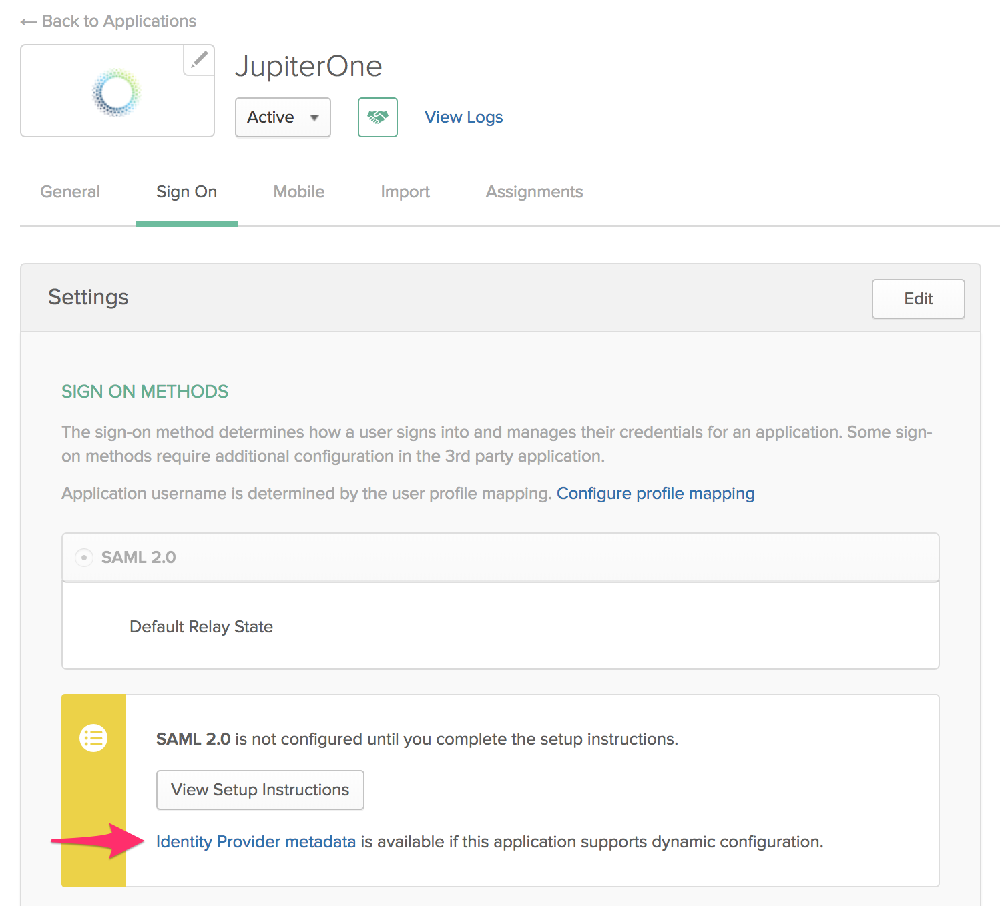 ← Back to Applications
JupiterOne
Active
View Logs
General
Sign On
Mobile
Import
Assignments
Settings
Edit
SIGN ON METHODS
The sign-on method determines how a user signs into and manages their credentials for an application. Some sign-
on methods require additional configuration in the 3rd party application.
Application username is determined by the user profile mapping. Configure profile mapping
SAML 2.0
Default Relay State
SAML 2.0 is not configured until you complete the setup instructions.
View Setup Instructions
Identity Provider metadata is available if this application supports dynamic configuration.